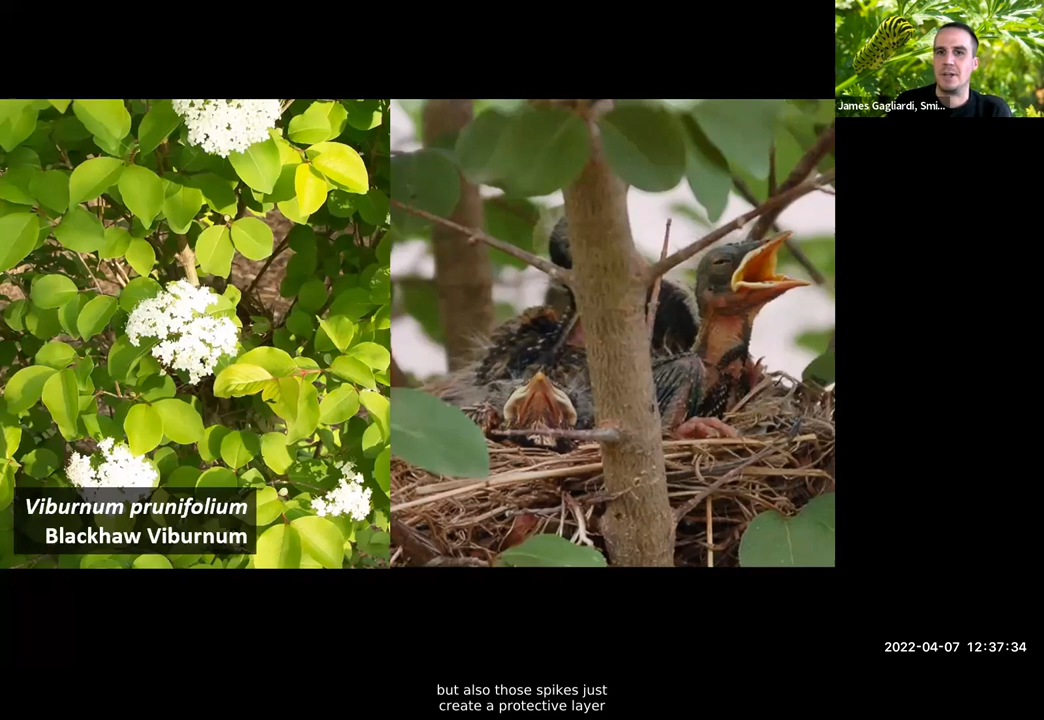 James Gagliardi, Smi...
Viburnum prunifolium
Blackhaw Viburnum
2022-04-07 12:37:34
but also those spikes just
create a protective layer